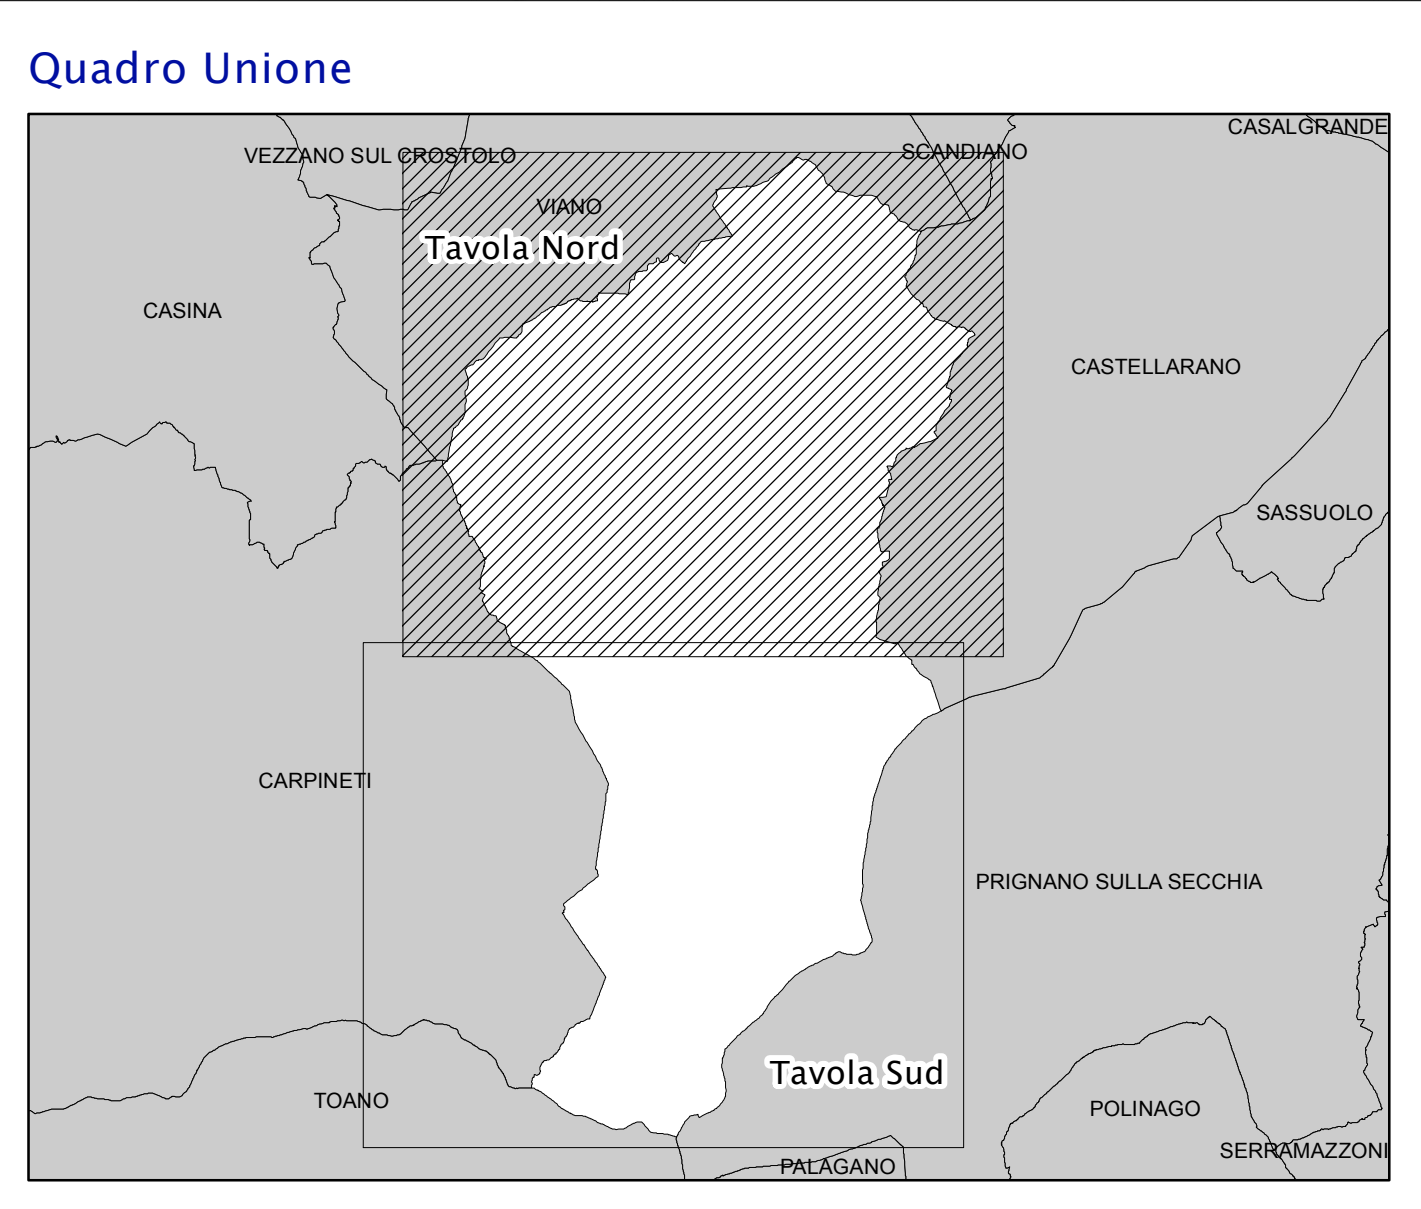 Quadro Unione
CASALGRANDE
VEZZANO SUL CROSTOLO
SCANDIANO
VIANO
Tavola Nord
CASINA
CASTELLARANO
SASSUOLO
CARPINETI
PRIGNANO SULLA SECCHIA
Tavola Sud
TOANO
POLINAGO
SERRAMAZZONI
PALAGANO